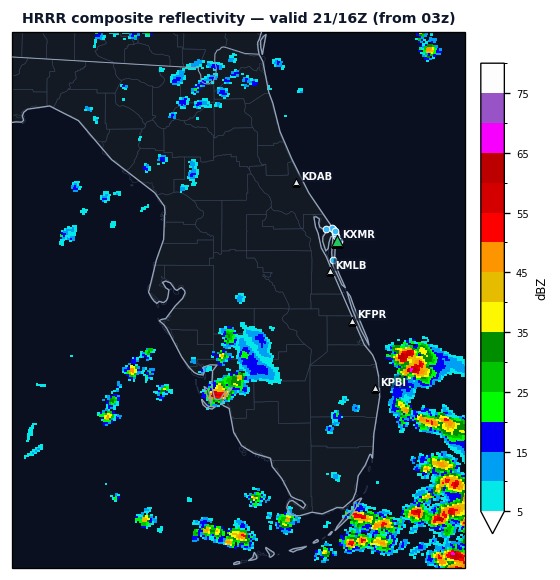 HRRR composite reflectivity — valid 21/16Z (from 03z)
KDAB
KXMR
KMLB
KFPR
KPBI
75
65
55
45
35
25
15
5
dBZ